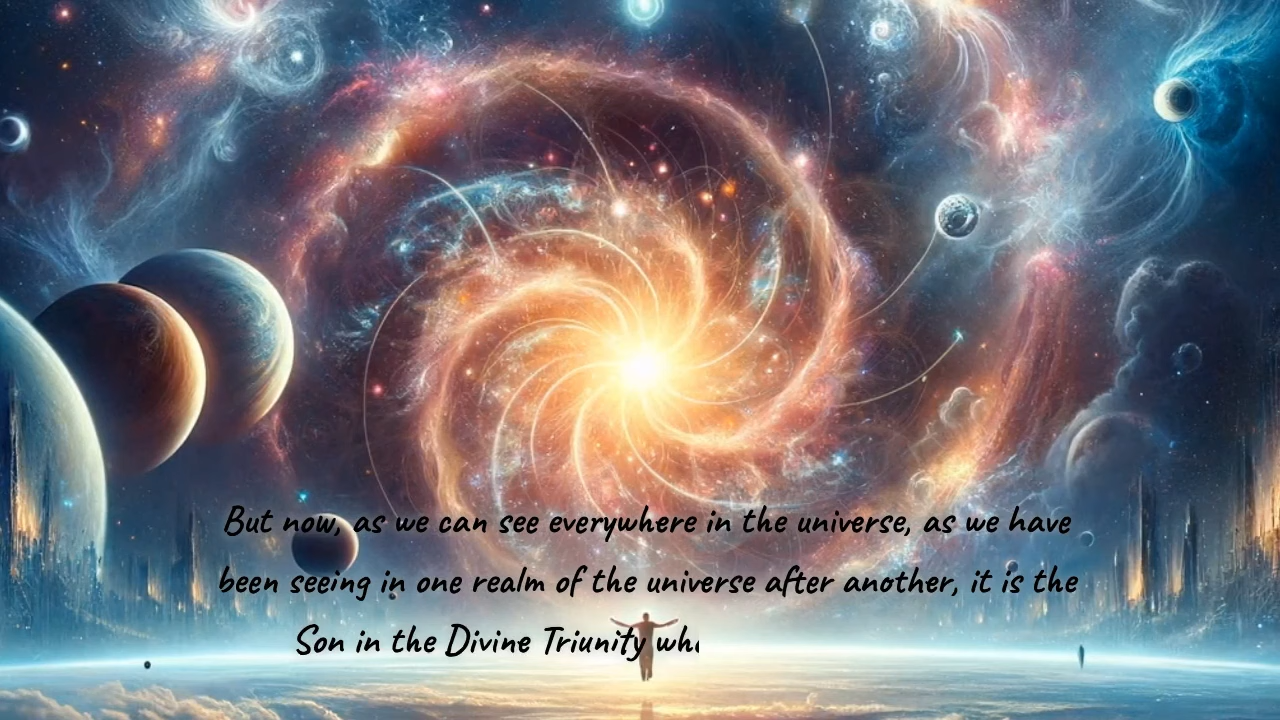 But now, as we can see everywhere in the universe, as we have
been seeing in one realm of the universe after another, it is the
Son in the Divine Triunity